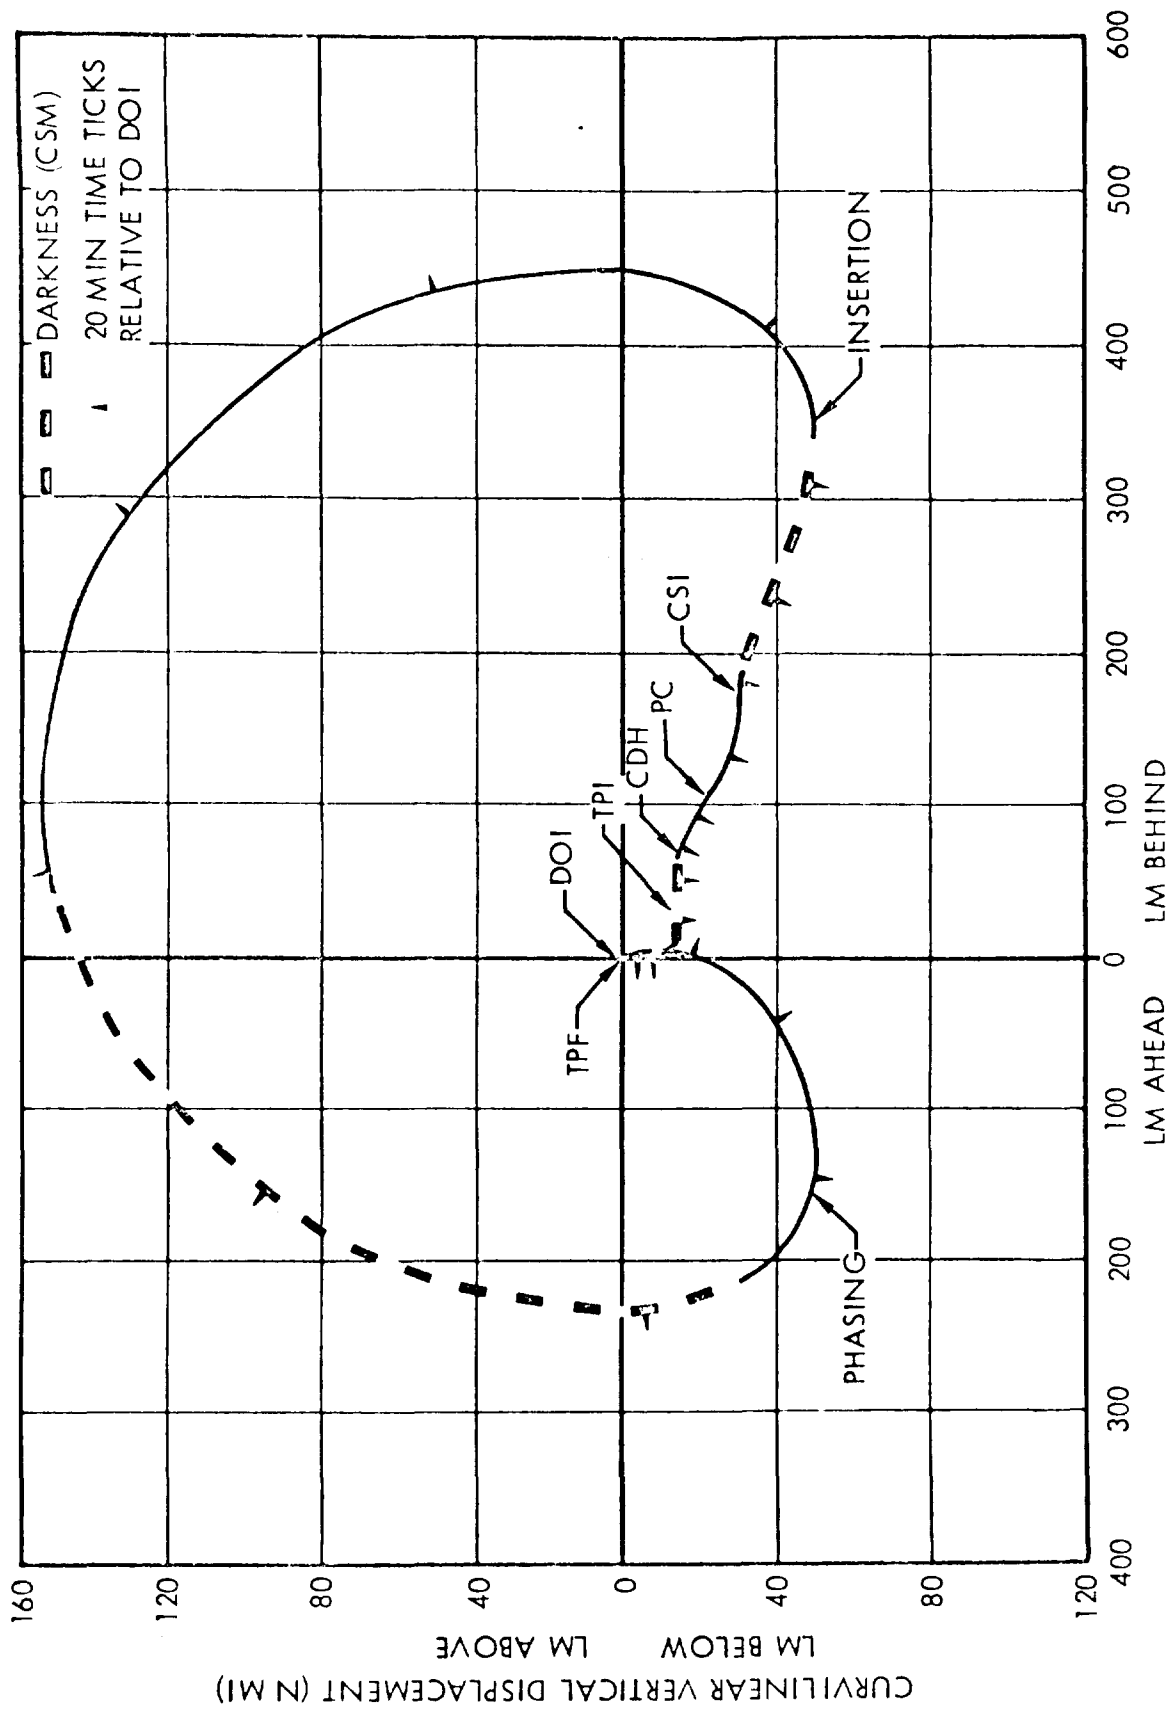 DARKNESS (CSM)
20 MIN TIME TICKS
RELATIVE TO DOI
CURVILINEAR VERTICAL DISPLACEMENT (N MI)
LM BELOW LM ABOVE
160
120
80
40
0
40
80
120
TPF
DOI
TPI
CDH
PC
CSI
INSERTION
PHASING
400
300
200
100
0
100
200
300
400
500
600
LM AHEAD LM BEHIND